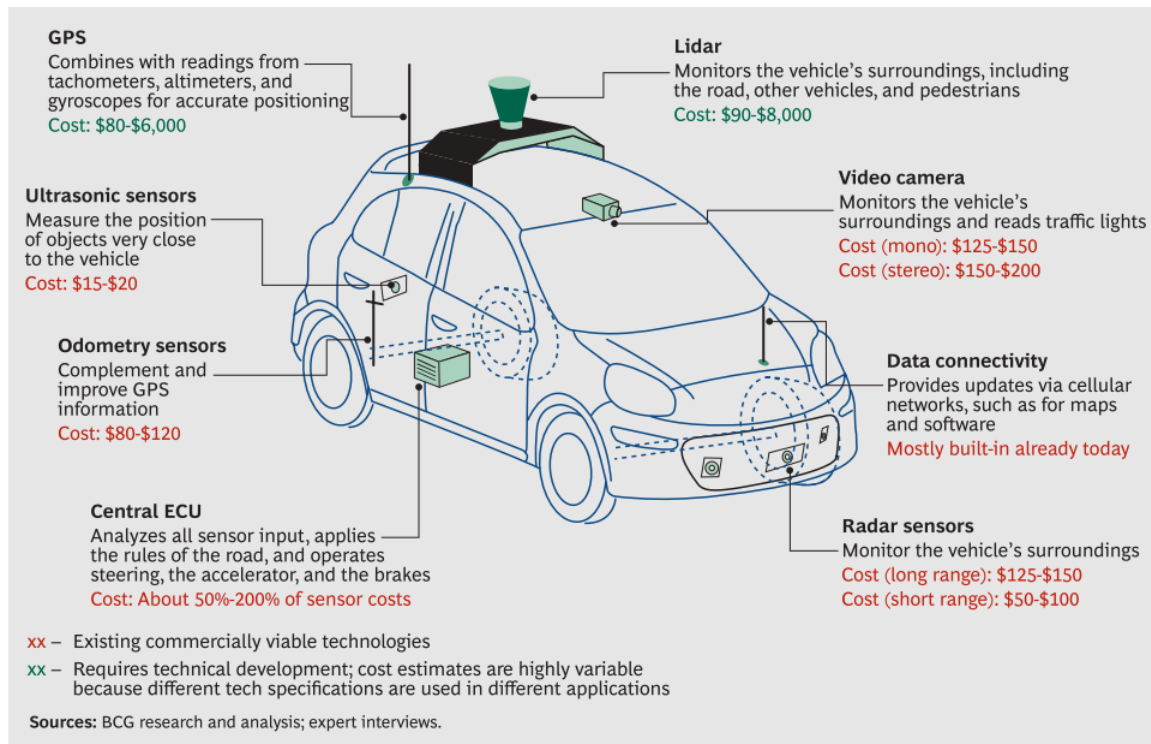 GPS
Combines with readings from
tachometers, altimeters, and
gyroscopes for accurate positioning
Cost: $80-$6,000
Lidar
Monitors the vehicle's surroundings, including
the road, other vehicles, and pedestrians
Cost: $90-$8,000
Ultrasonic sensors
Measure the position
of objects very close
to the vehicle
Cost: $15-$20
Video camera
Monitors the vehicle's
surroundings and reads traffic lights
Cost (mono): $125-$150
Cost (stereo): $150-$200
Odometry sensors
Complement and
improve GPS
information
Cost: $80-$120
Data connectivity
Provides updates via cellular
networks, such as for maps
and software
Mostly built-in already today
Central ECU
Analyzes all sensor input, applies
the rules of the road, and operates
steering, the accelerator, and the brakes
Cost: About 50%-200% of sensor costs
Radar sensors
Monitor the vehicle's surroundings
Cost (long range): $125-$150
Cost (short range): $50-$100
xx – Existing commercially viable technologies
xx – Requires technical development; cost estimates are highly variable
because different tech specifications are used in different applications
Sources: BCG research and analysis; expert interviews.